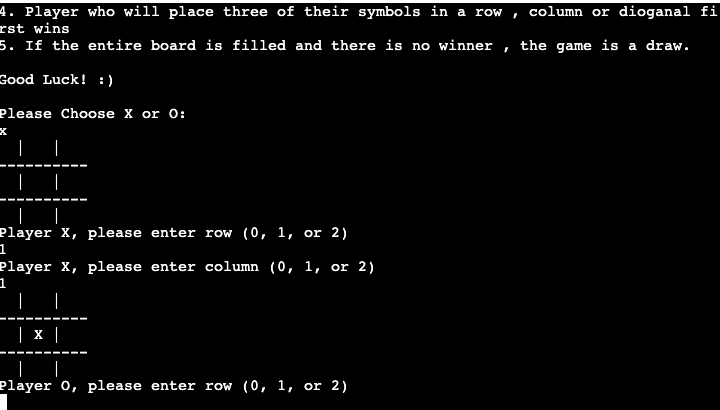 4. Player who will place three of their symbols in a row , column or dioganal fi
rst wins
5. If the entire board is filled and there is no winner , the game is a draw.
Good Luck! :)
Please Choose X or O:
x
  |   |
----------
  |   |
----------
  |   |
Player X, please enter row (0, 1, or 2)
1
Player X, please enter column (0, 1, or 2)
1
  |   |
----------
  | X |
----------
  |   |
Player O, please enter row (0, 1, or 2)